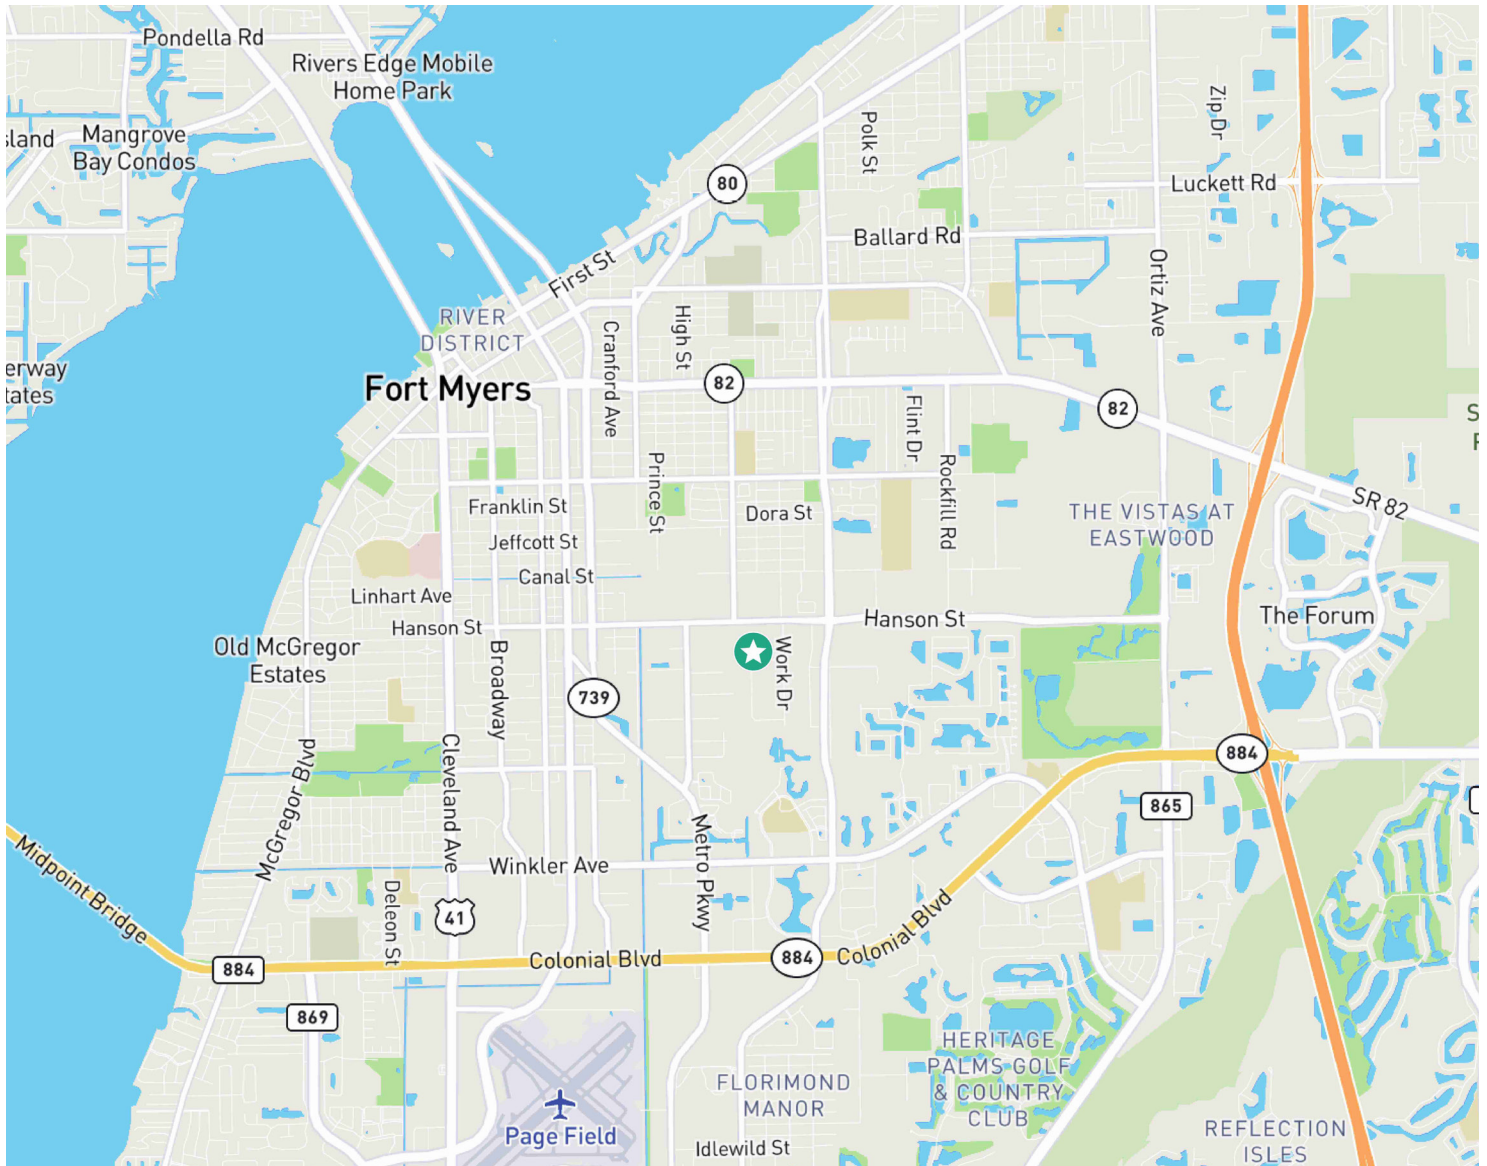 Pondella Rd
Rivers Edge Mobile
Home Park
Mangrove
Bay Condos
sland
Zip Dr
Polk St
80
Luckett Rd
Ballard Rd
Ortiz Ave
First St
RIVER
DISTRICT
High St
Cranford Ave
erway
tates
Fort Myers
82
82
Flint Dr
Prince St
Rockfill Rd
SR 82
Franklin St
Dora St
THE VISTAS AT
EASTWOOD
Jeffcott St
Canal St
Linhart Ave
Hanson St
Hanson St
The Forum
Old McGregor
Estates
Broadway
Work Dr
739
McGregor Blvd
Cleveland Ave
884
865
Metro Pkwy
Midpoint Bridge
Winkler Ave
Deleon St
41
Colonial Blvd
Colonial Blvd
884
884
869
HERITAGE
PALMS GOLF
& COUNTRY
CLUB
FLORIMOND
MANOR
Page Field
Idlewild St
REFLECTION
ISLES